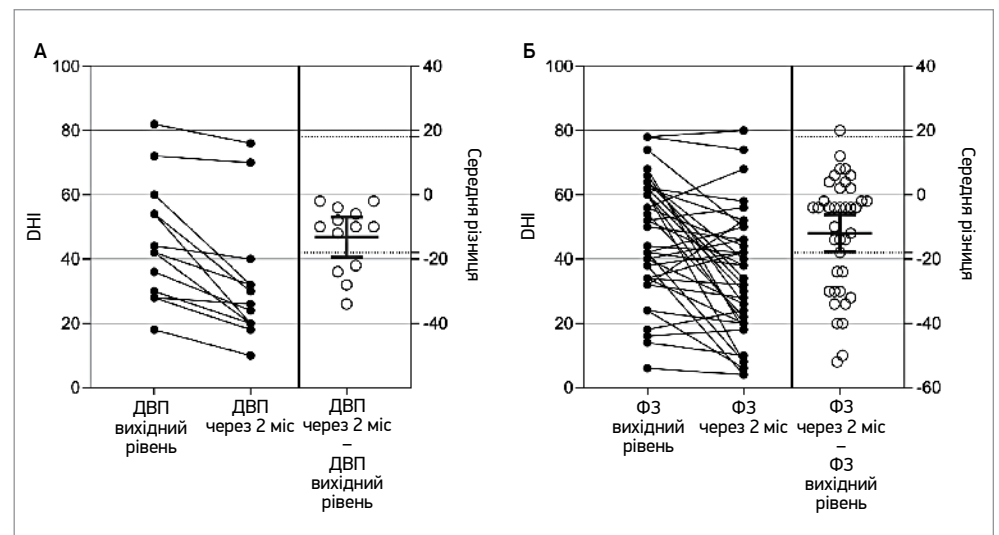 А
100
80
60
40
20
0
DHI
40
20
0
-20
-40
Середня різниця
ДВП
вихідний
рівень
ДВП
через 2 міс
ДВП
через 2 міс
–
ДВП
вихідний
рівень
Б
100
80
60
40
20
0
DHI
40
20
0
-20
-40
-60
Середня різниця
ФЗ
вихідний
рівень
ФЗ
через 2 міс
ФЗ
через 2 міс
–
ФЗ
вихідний
рівень